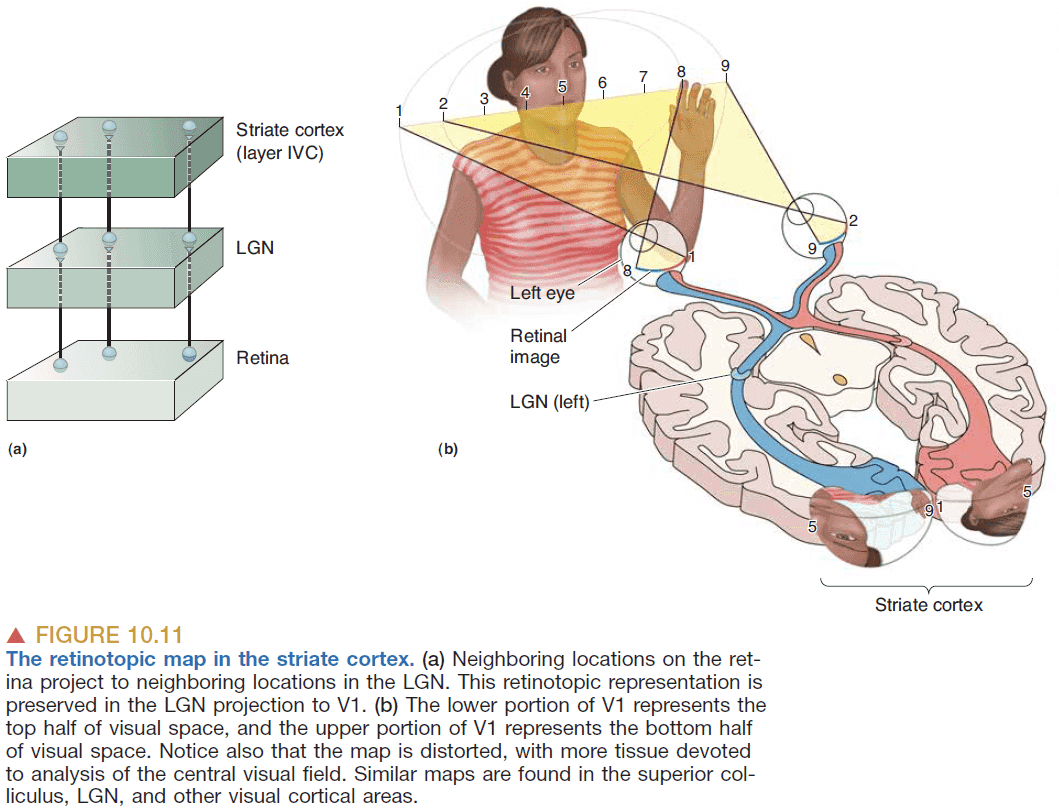 Striate cortex
(layer IVC)
LGN
Retina
(a)
1
2
3
4
5
6
7
8
9
8
1
9
2
Left eye
Retinal
image
LGN (left)
(b)
5
9
1
5
Striate cortex
▲ FIGURE 10.11
The retinotopic map in the striate cortex. (a) Neighboring locations on the ret-
ina project to neighboring locations in the LGN. This retinotopic representation is
preserved in the LGN projection to V1. (b) The lower portion of V1 represents the
top half of visual space, and the upper portion of V1 represents the bottom half
of visual space. Notice also that the map is distorted, with more tissue devoted
to analysis of the central visual field. Similar maps are found in the superior col-
liculus, LGN, and other visual cortical areas.